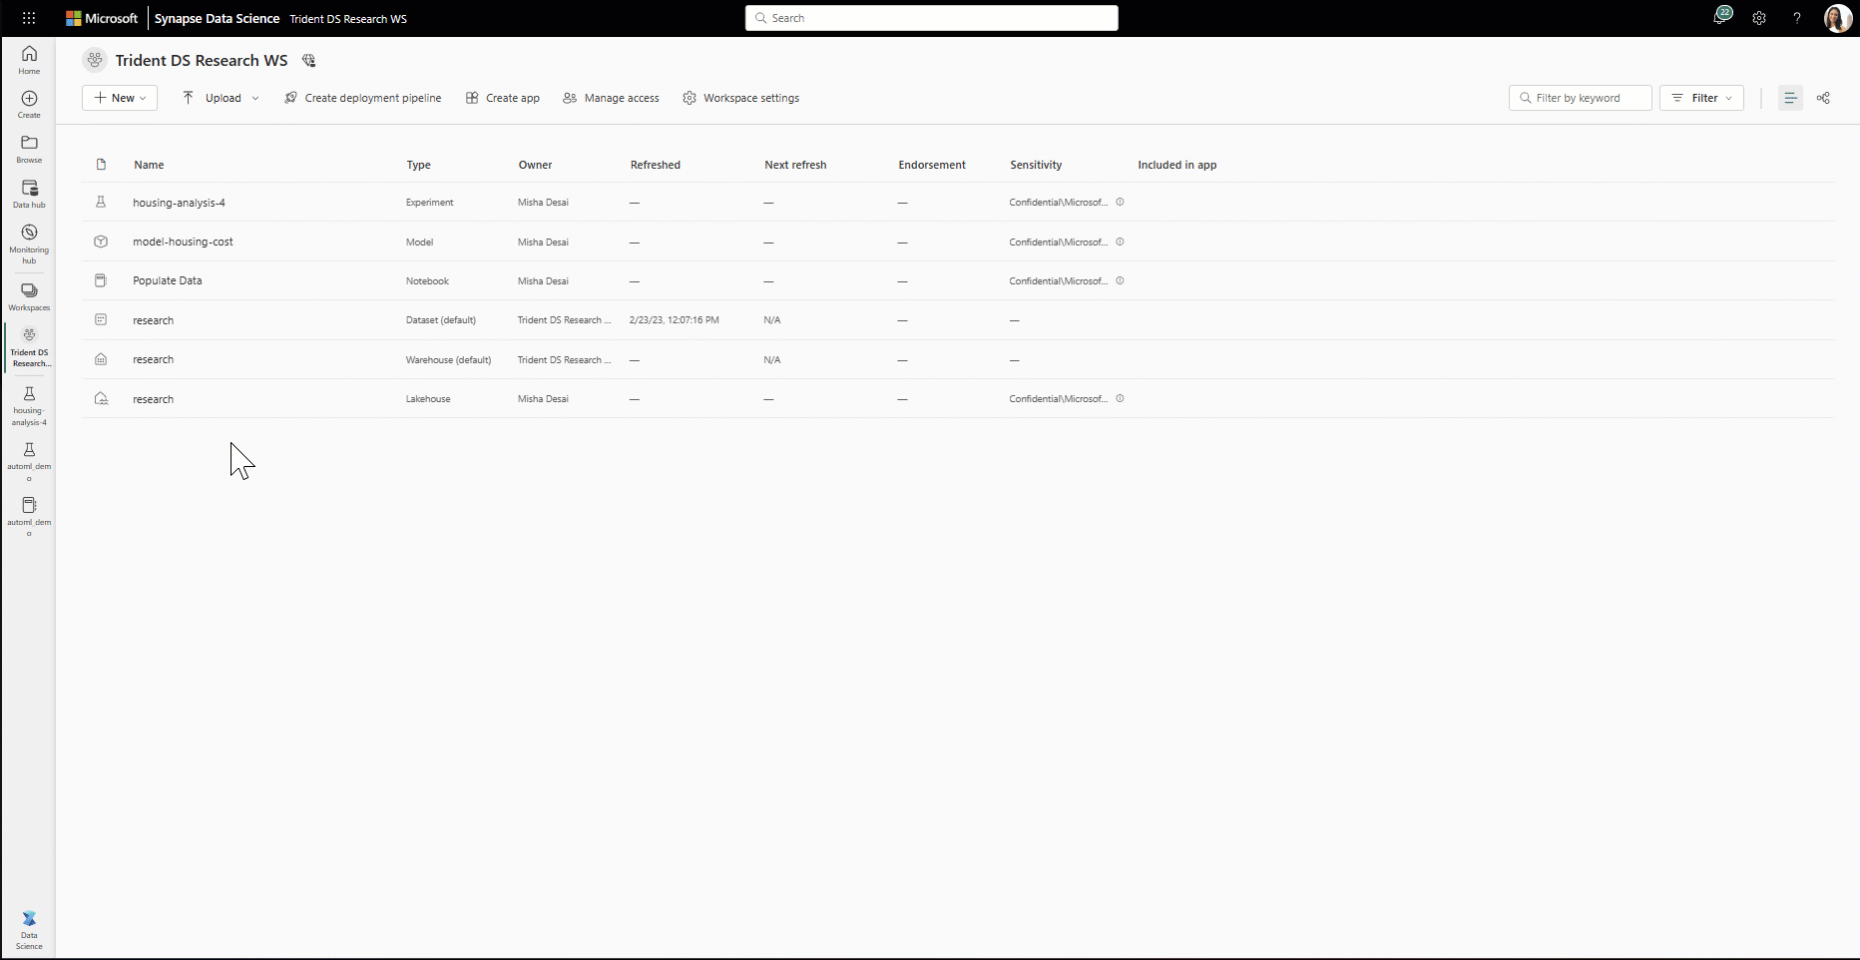 Microsoft Synapse Data Science Trident DS Research WS Search 22 ?
Home
Create
Browse
Data hub
Monitoring
hub
Workspaces
Trident DS
Research...
housing-
analysis-4
automl_dem
o
automl_dem
o
Data
Science
Trident DS Research WS
New Upload Create deployment pipeline Create app Manage access Workspace settings Filter by keyword Filter
Name Type Owner Refreshed Next refresh Endorsement Sensitivity Included in app
housing-analysis-4 Experiment Misha Desai — — — Confidential\Microsof...
model-housing-cost Model Misha Desai — — — Confidential\Microsof...
Populate Data Notebook Misha Desai — — — Confidential\Microsof...
research Dataset (default) Trident DS Research ... 2/23/23, 12:07:16 PM N/A — —
research Warehouse (default) Trident DS Research ... — N/A — —
research Lakehouse Misha Desai — — — Confidential\Microsof...